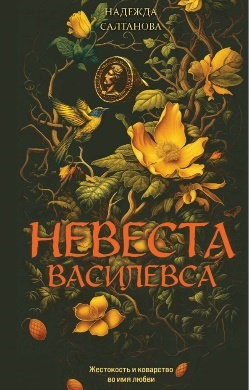 НАДЕЖДА
САЛТАНОВА
НЕВЕСТА
ВАСИЛЕВСА
Жестокость и коварство
во имя любви